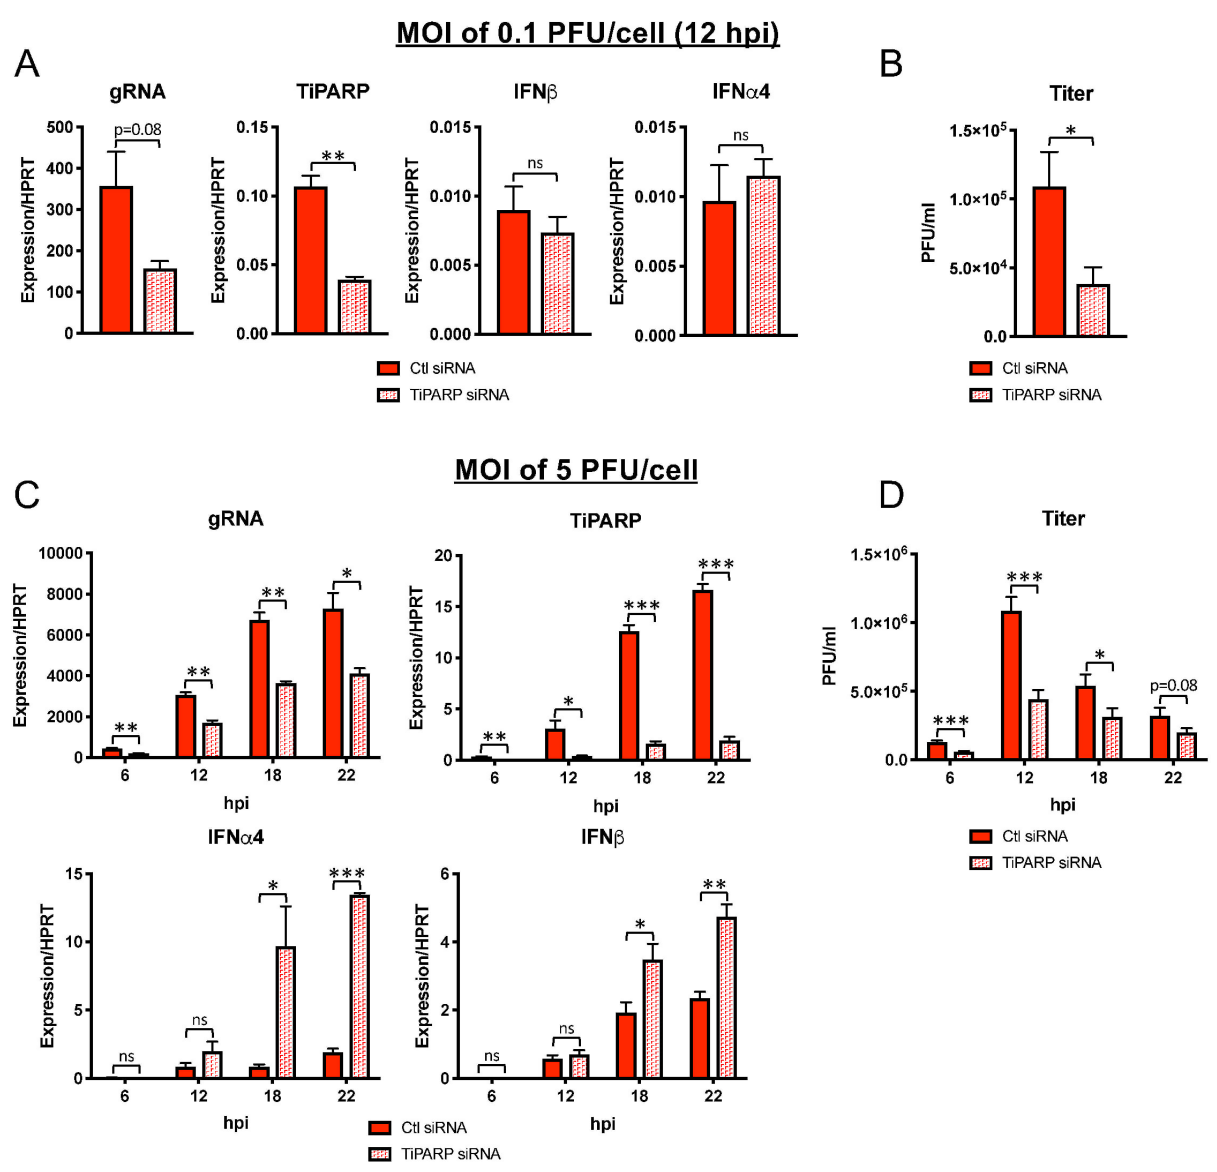 MOI of 0.1 PFU/cell (12 hpi)
A
B
gRNA
TiPARP
IFNβ
IFNα4
Titer
Expression/HPRT
500
400
300
200
100
0
p=0.08
Expression/HPRT
0.15
0.10
0.05
0.00
**
Expression/HPRT
0.015
0.010
0.005
0.000
ns
Expression/HPRT
0.015
0.010
0.005
0.000
ns
PFU/ml
1.5×10⁵
1.0×10⁵
5.0×10⁴
0.0
*
Ctl siRNA
TiPARP siRNA
Ctl siRNA
TiPARP siRNA
MOI of 5 PFU/cell
C
D
gRNA
Expression/HPRT
10000
8000
6000
4000
2000
0
**
**
**
*
6 12 18 22
hpi
TiPARP
Expression/HPRT
20
15
10
5
0
**
*
***
***
6 12 18 22
hpi
Titer
PFU/ml
1.5×10⁶
1.0×10⁶
5.0×10⁵
0.0
***
***
*
p=0.08
6 12 18 22
hpi
Ctl siRNA
TiPARP siRNA
IFNα4
Expression/HPRT
15
10
5
0
ns
ns
*
***
6 12 18 22
hpi
IFNβ
Expression/HPRT
6
4
2
0
ns
ns
*
**
6 12 18 22
hpi
Ctl siRNA
TiPARP siRNA